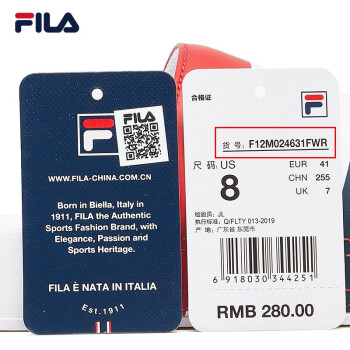 FILA
FILA
WWW.FILA-CHINA.COM.CN
Born in Biella, Italy in
1911, FILA the Authentic
Sports Fashion Brand, with
Elegance, Passion and
Sports Heritage.
FILA È NATA IN ITALIA
Est.1911
合格证
货 号: F12M024631FWR
尺 码: US 8
EUR 41
CHN 255
UK 7
检验员: JL
执行标准: Q/FLTY 013-2019
产 地: 广东省 东莞市
6 918030 344251
RMB 280.00